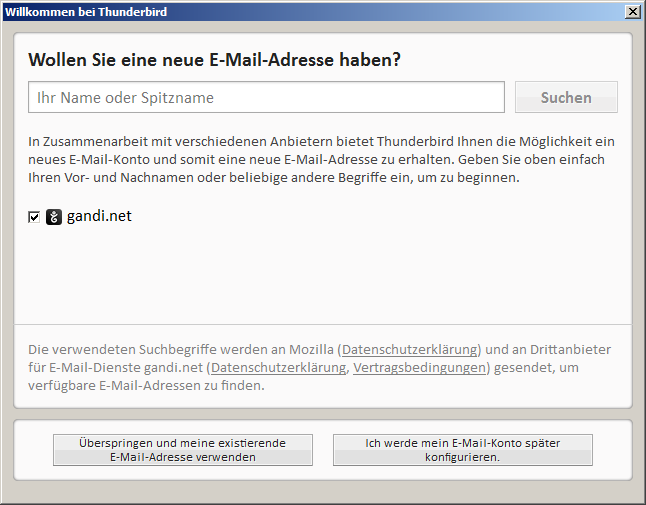 Willkommen bei Thunderbird
Wollen Sie eine neue E-Mail-Adresse haben?
Ihr Name oder Spitzname
Suchen
In Zusammenarbeit mit verschiedenen Anbietern bietet Thunderbird Ihnen die Möglichkeit ein
neues E-Mail-Konto und somit eine neue E-Mail-Adresse zu erhalten. Geben Sie oben einfach
Ihren Vor- und Nachnamen oder beliebige andere Begriffe ein, um zu beginnen.
gandi.net
Die verwendeten Suchbegriffe werden an Mozilla (Datenschutzerklärung) und an Drittanbieter
für E-Mail-Dienste gandi.net (Datenschutzerklärung, Vertragsbedingungen) gesendet, um
verfügbare E-Mail-Adressen zu finden.
Überspringen und meine existierende
E-Mail-Adresse verwenden
Ich werde mein E-Mail-Konto später
konfigurieren.